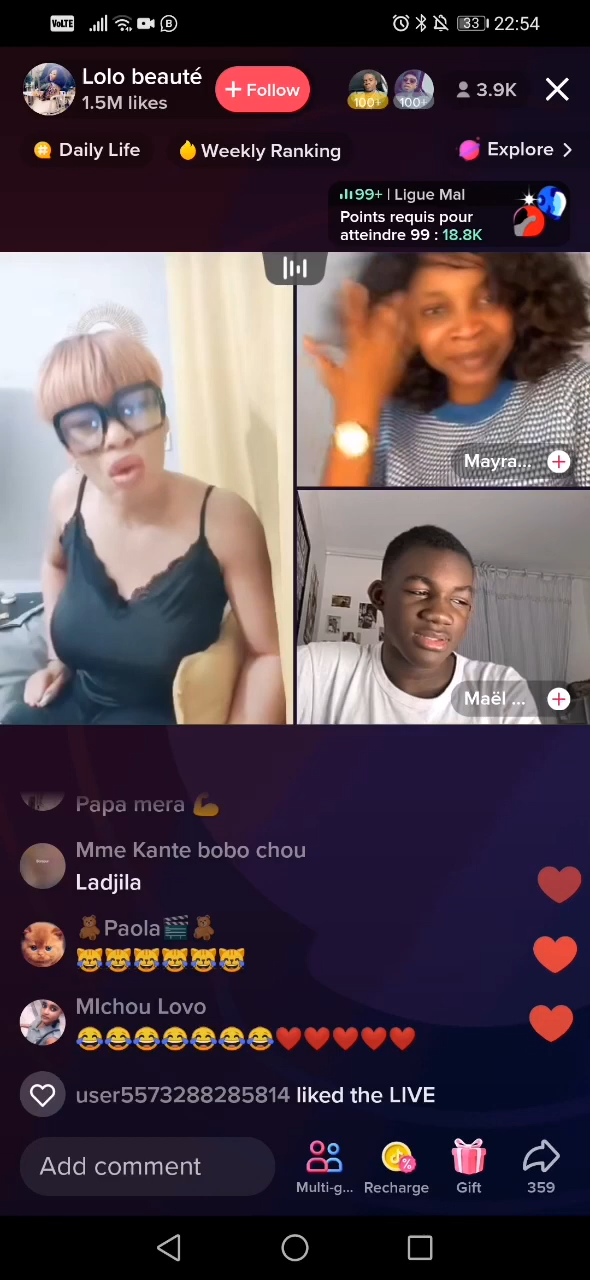 VoLTE
B
33 22:54
Lolo beauté
1.5M likes
+ Follow
100+
100+
3.9K
Daily Life
Weekly Ranking
Explore
99+ | Ligue Mal
Points requis pour
atteindre 99 : 18.8K
Mayra...
Maël ...
Papa mera 💪
Mme Kante bobo chou
Ladjila
🧸Paola🎬🧸
😹😹😹😹😹😹
MIchou Lovo
😂😂😂😂😂😂😂❤️❤️❤️❤️❤️
user5573288285814 liked the LIVE
Add comment
Multi-g...
Recharge
Gift
359